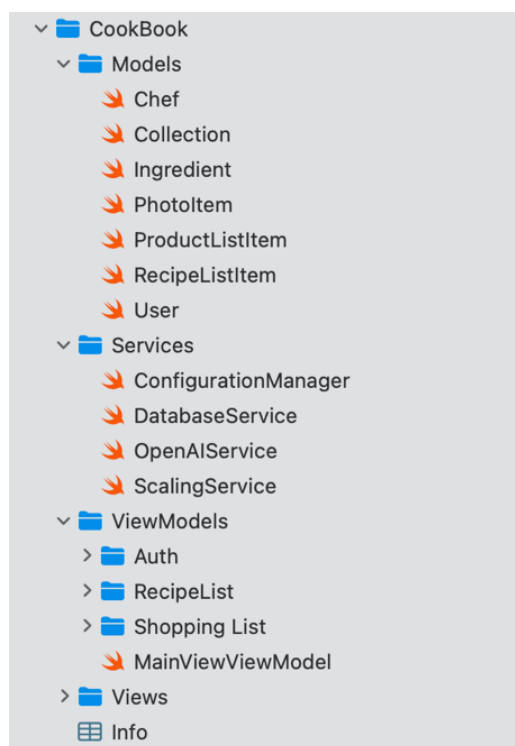 CookBook
Models
Chef
Collection
Ingredient
PhotoItem
ProductListItem
RecipeListItem
User
Services
ConfigurationManager
DatabaseService
OpenAIService
ScalingService
ViewModels
Auth
RecipeList
Shopping List
MainViewViewModel
Views
Info